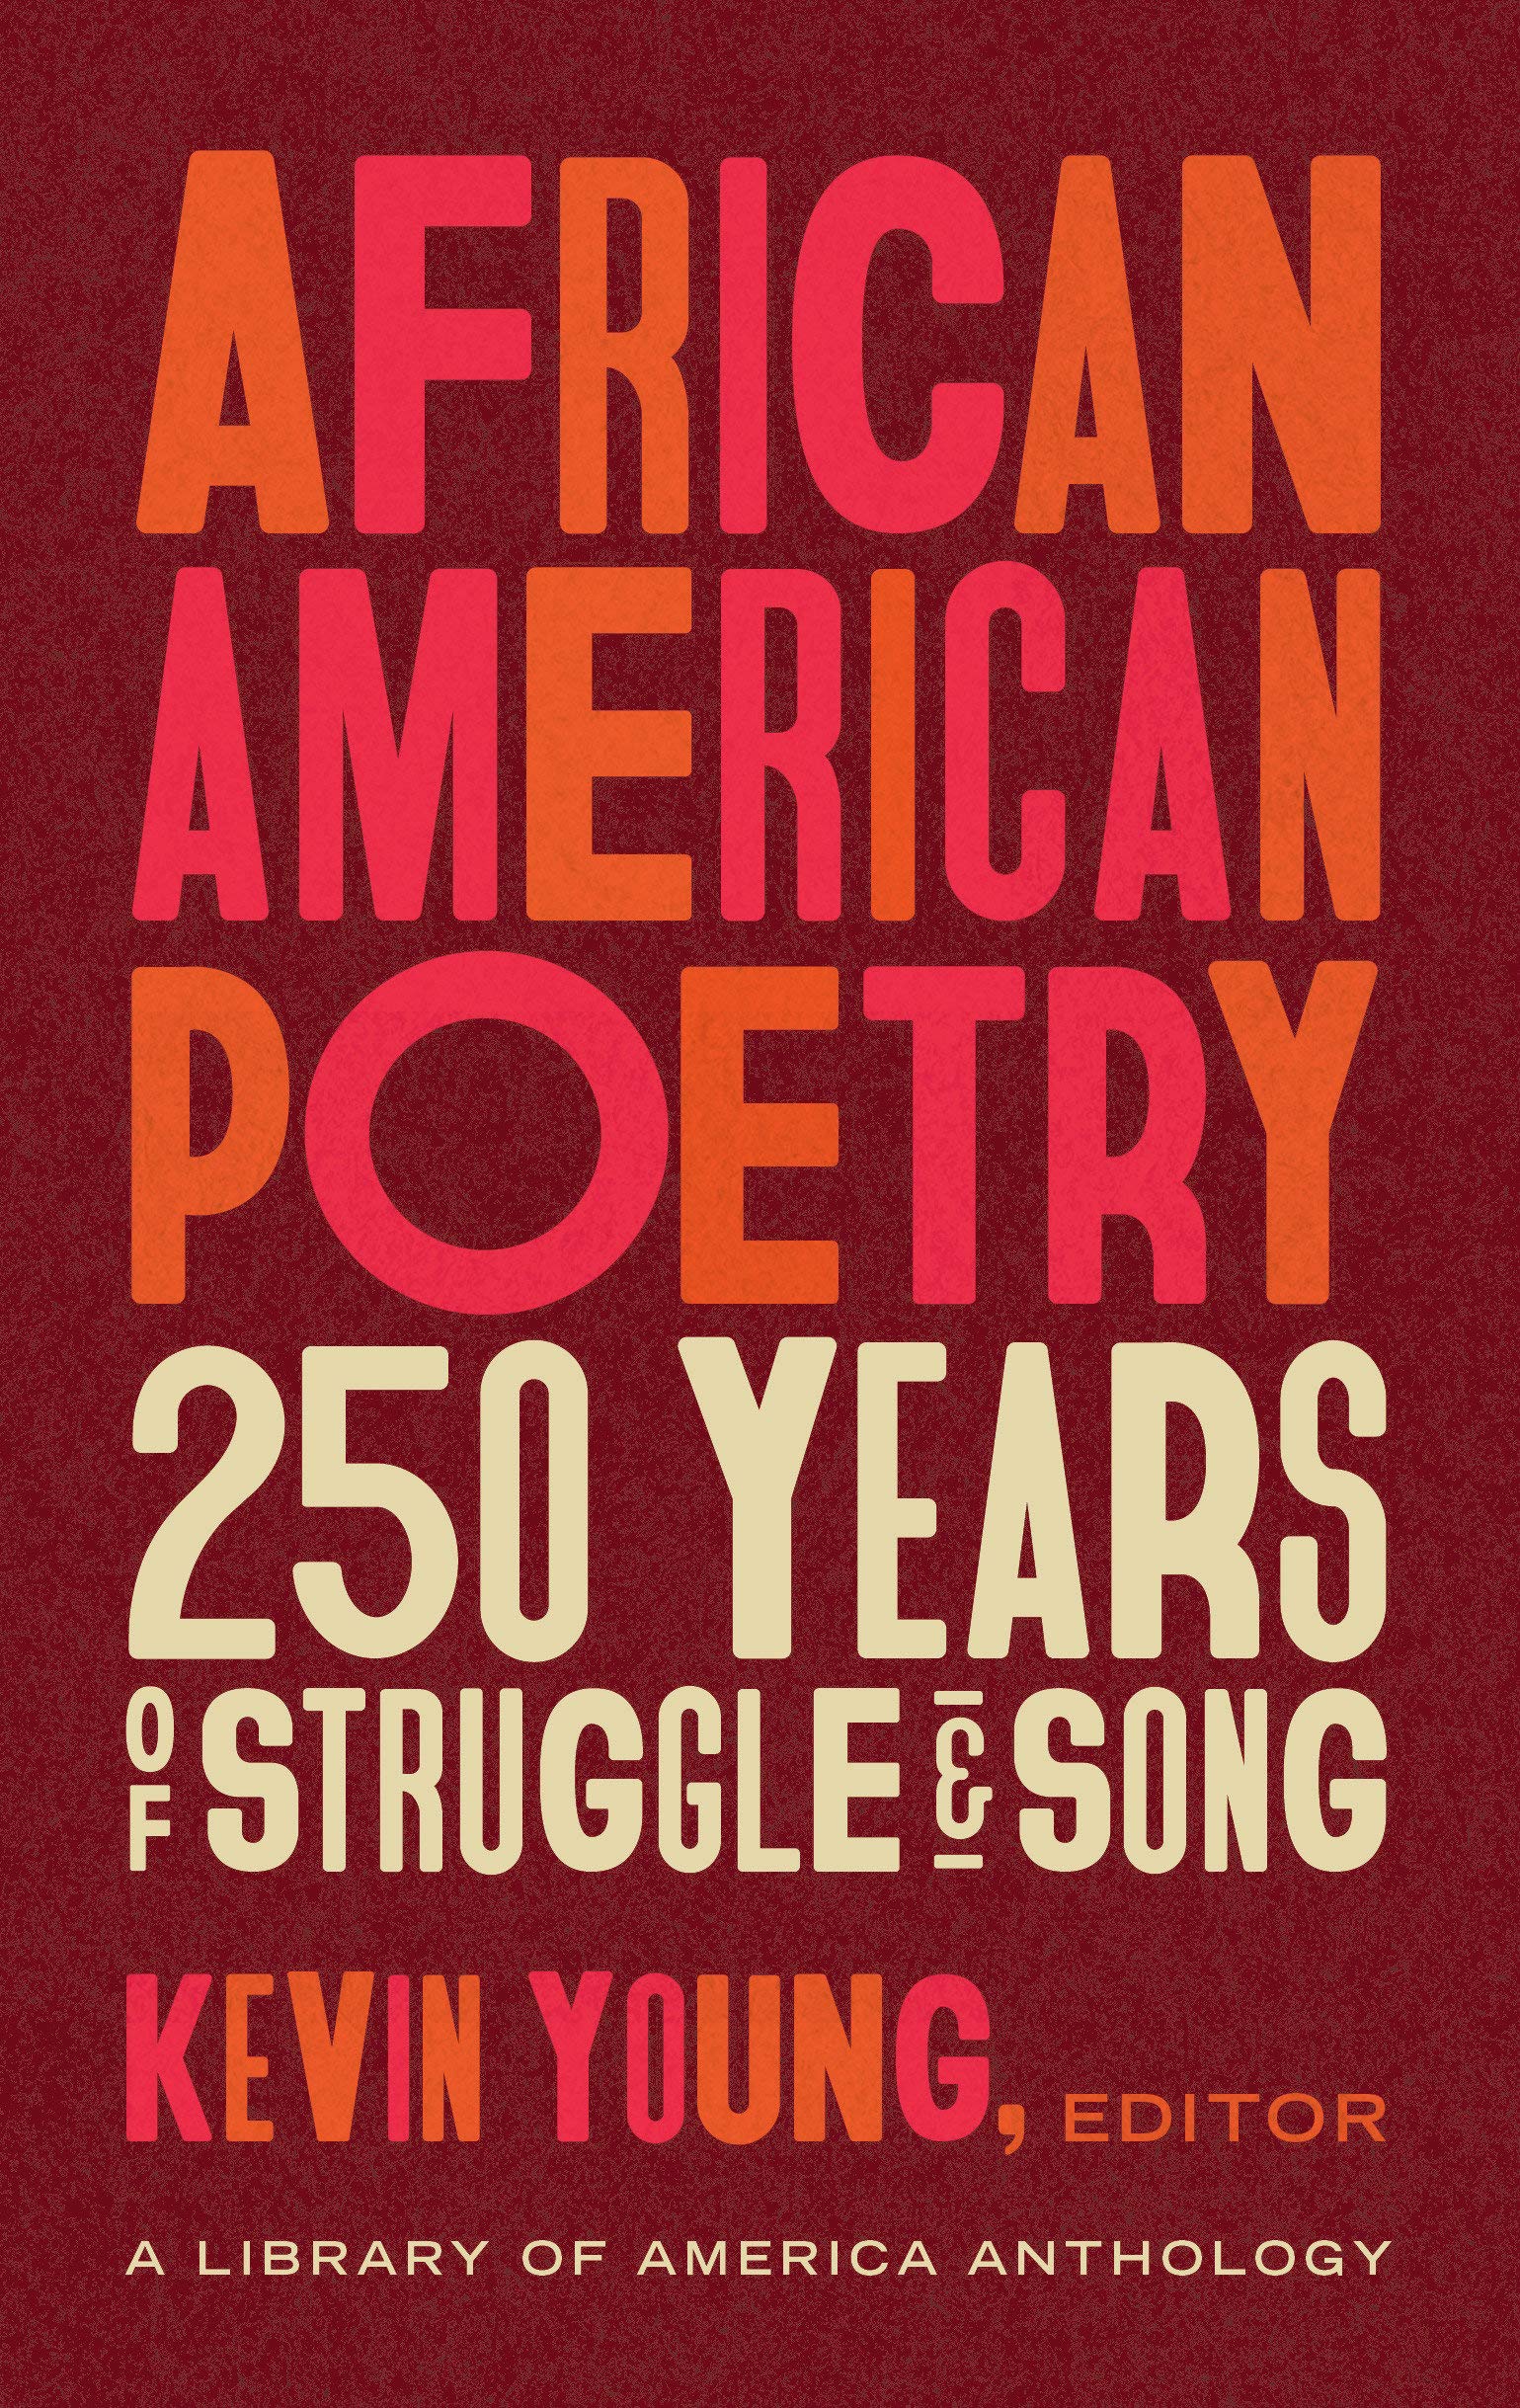 AFRICAN
AMERICAN
POETRY
250 YEARS
OF STRUGGLE & SONG
KEVIN YOUNG, EDITOR
A LIBRARY OF AMERICA ANTHOLOGY